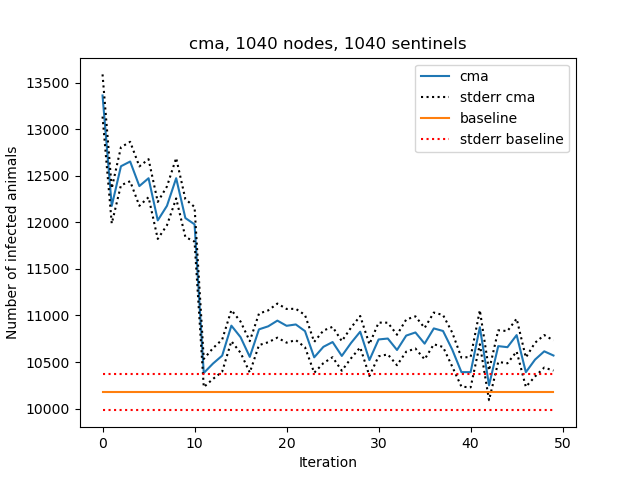 cma, 1040 nodes, 1040 sentinels
cma
stderr cma
baseline
stderr baseline
Number of infected animals
13500
13000
12500
12000
11500
11000
10500
10000
0
10
20
30
40
50
Iteration